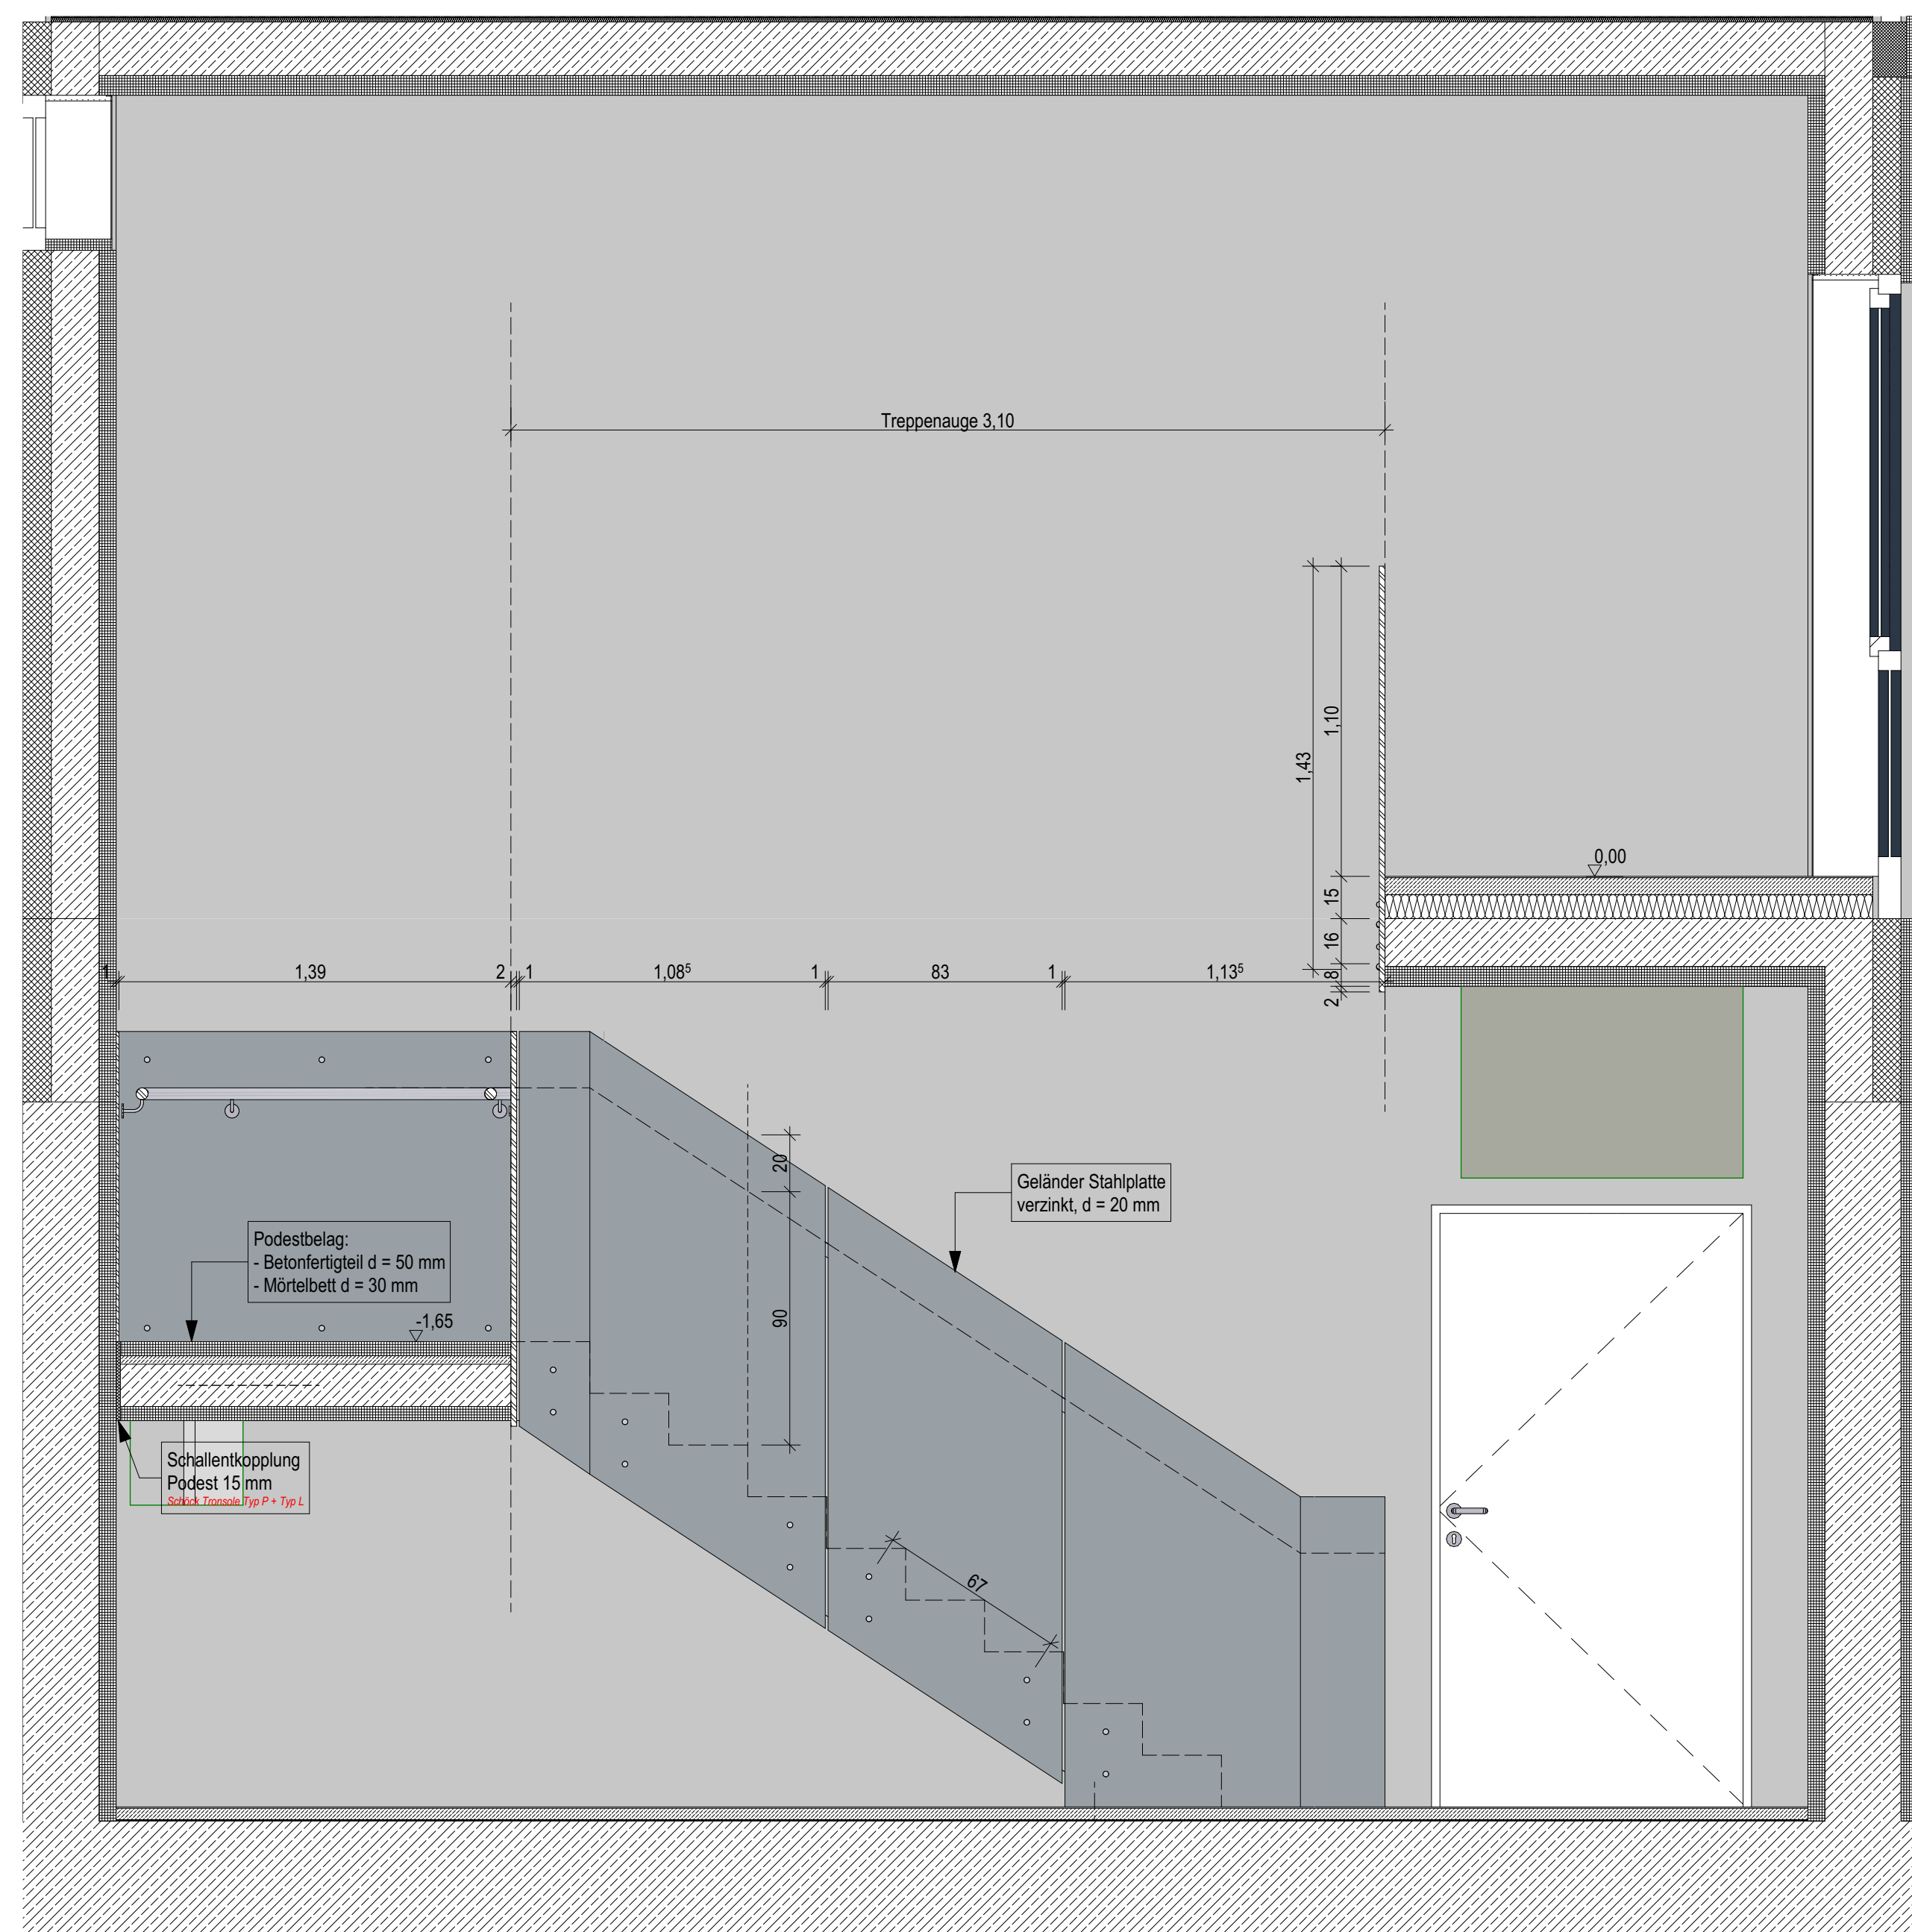 Treppenauge 3,10
1,10
1,43
0,00
15
16
8
2
1
1,39
2
1
1,08⁵
1
83
1
1,13⁵
20
90
Geländer Stahlplatte
verzinkt, d = 20 mm
Podestbelag:
- Betonfertigteil d = 50 mm
- Mörtelbett d = 30 mm
-1,65
Schallentkopplung
Podest 15 mm
Schöck Tronsole Typ P + Typ L
67